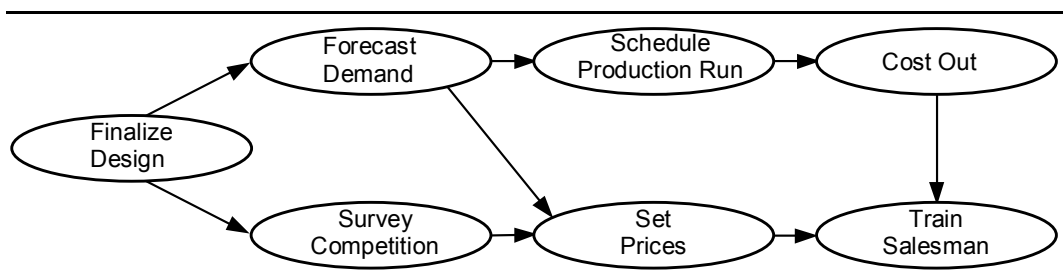 Forecast
Demand
Schedule
Production Run
Cost Out
Finalize
Design
Survey
Competition
Set
Prices
Train
Salesman